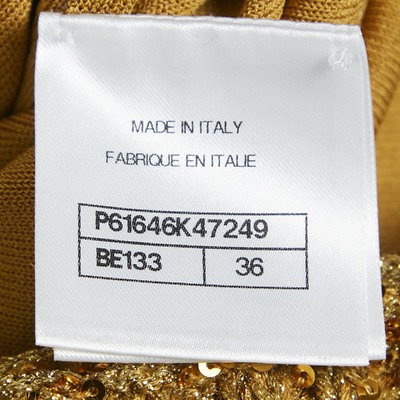 MADE IN ITALY
FABRIQUE EN ITALIE
P61646K47249
BE133 36